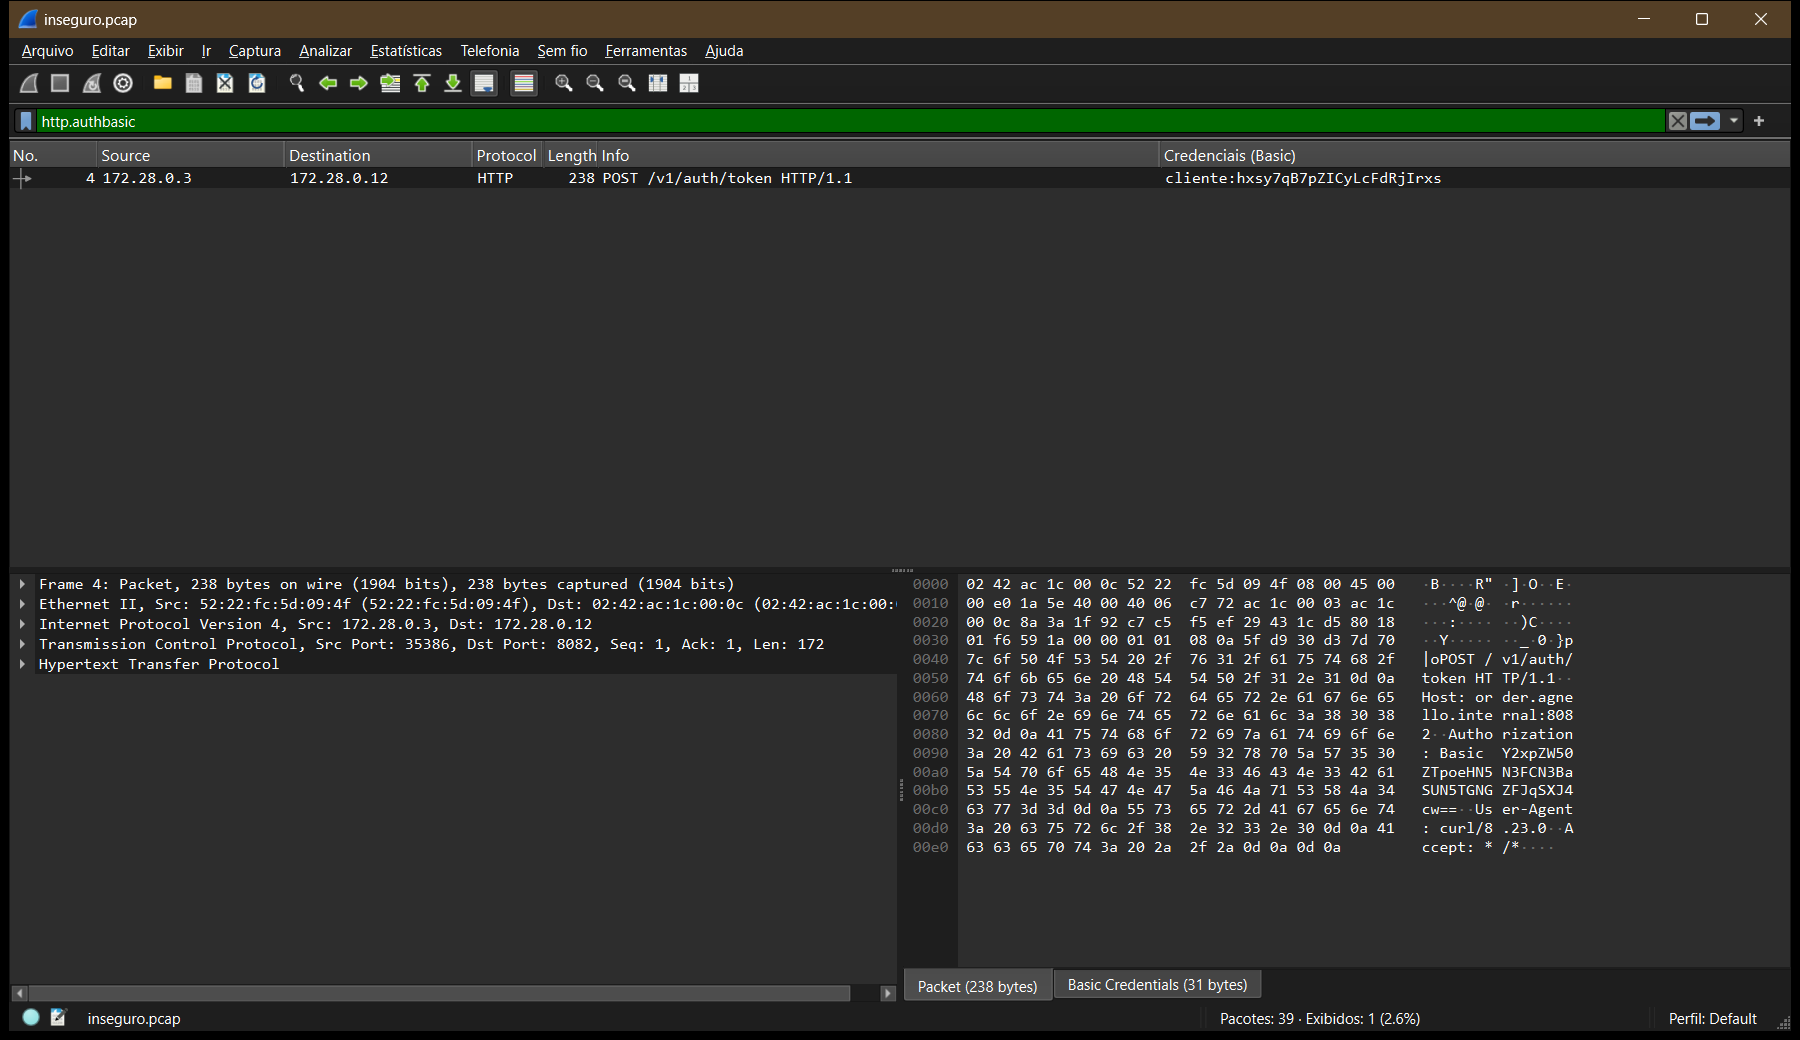 inseguro.pcap
Arquivo Editar Exibir Ir Captura Analizar Estatísticas Telefonia Sem fio Ferramentas Ajuda
http.authbasic
No. Source Destination Protocol Length Info Credenciais (Basic)
4 172.28.0.3 172.28.0.12 HTTP 238 POST /v1/auth/token HTTP/1.1 cliente:hxsy7qB7pZICyLcFdRjIrxs
Frame 4: Packet, 238 bytes on wire (1904 bits), 238 bytes captured (1904 bits)
Ethernet II, Src: 52:22:fc:5d:09:4f (52:22:fc:5d:09:4f), Dst: 02:42:ac:1c:00:0c (02:42:ac:1c:00:
Internet Protocol Version 4, Src: 172.28.0.3, Dst: 172.28.0.12
Transmission Control Protocol, Src Port: 35386, Dst Port: 8082, Seq: 1, Ack: 1, Len: 172
Hypertext Transfer Protocol
0000 02 42 ac 1c 00 0c 52 22 fc 5d 09 4f 08 00 45 00 ·B····R" ·]·O··E·
0010 00 e0 1a 5e 40 00 40 06 c7 72 ac 1c 00 03 ac 1c ···^@·@· ·r······
0020 00 0c 8a 3a 1f 92 c7 c5 f5 ef 29 43 1c d5 80 18 ···:···· ··)C····
0030 01 f6 59 1a 00 00 01 01 08 0a 5f d9 30 d3 7d 70 ··Y····· ··_·0·}p
0040 7c 6f 50 4f 53 54 20 2f 76 31 2f 61 75 74 68 2f |oPOST / v1/auth/
0050 74 6f 6b 65 6e 20 48 54 54 50 2f 31 2e 31 0d 0a token HT TP/1.1··
0060 48 6f 73 74 3a 20 6f 72 64 65 72 2e 61 67 6e 65 Host: or der.agne
0070 6c 6c 6f 2e 69 6e 74 65 72 6e 61 6c 3a 38 30 38 llo.inte rnal:808
0080 32 0d 0a 41 75 74 68 6f 72 69 7a 61 74 69 6f 6e 2··Autho rization
0090 3a 20 42 61 73 69 63 20 59 32 78 70 5a 57 35 30 : Basic Y2xpZW50
00a0 5a 54 70 6f 65 48 4e 35 4e 33 46 43 4e 33 42 61 ZTpoeHN5 N3FCN3Ba
00b0 53 55 4e 35 54 47 4e 47 5a 46 4a 71 53 58 4a 34 SUN5TGNG ZFJqSXJ4
00c0 63 77 3d 3d 0d 0a 55 73 65 72 2d 41 67 65 6e 74 cw==··Us er-Agent
00d0 3a 20 63 75 72 6c 2f 38 2e 32 33 2e 30 0d 0a 41 : curl/8 .23.0··A
00e0 63 63 65 70 74 3a 20 2a 2f 2a 0d 0a 0d 0a ccept: * /*····
Packet (238 bytes) Basic Credentials (31 bytes)
inseguro.pcap Pacotes: 39 · Exibidos: 1 (2.6%) Perfil: Default